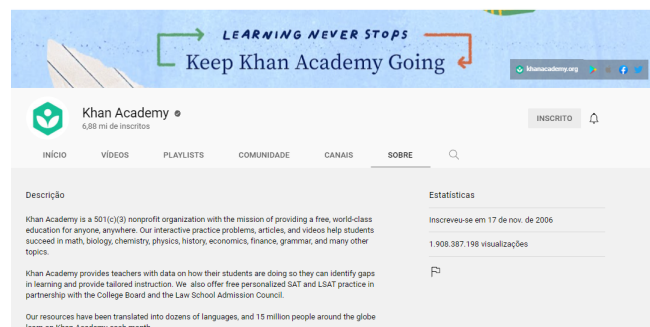 LEARNING NEVER STOPS
Keep Khan Academy Going
khanacademy.org
Khan Academy
6,88 mi de inscritos
INSCRITO
INÍCIO VÍDEOS PLAYLISTS COMUNIDADE CANAIS SOBRE
Descrição
Khan Academy is a 501(c)(3) nonprofit organization with the mission of providing a free, world-class
education for anyone, anywhere. Our interactive practice problems, articles, and videos help students
succeed in math, biology, chemistry, physics, history, economics, finance, grammar, and many other
topics.
Khan Academy provides teachers with data on how their students are doing so they can identify gaps
in learning and provide tailored instruction. We also offer free personalized SAT and LSAT practice in
partnership with the College Board and the Law School Admission Council.
Our resources have been translated into dozens of languages, and 15 million people around the globe
learn on Khan Academy each month.
Estatísticas
Inscreveu-se em 17 de nov. de 2006
1.908.387.198 visualizações